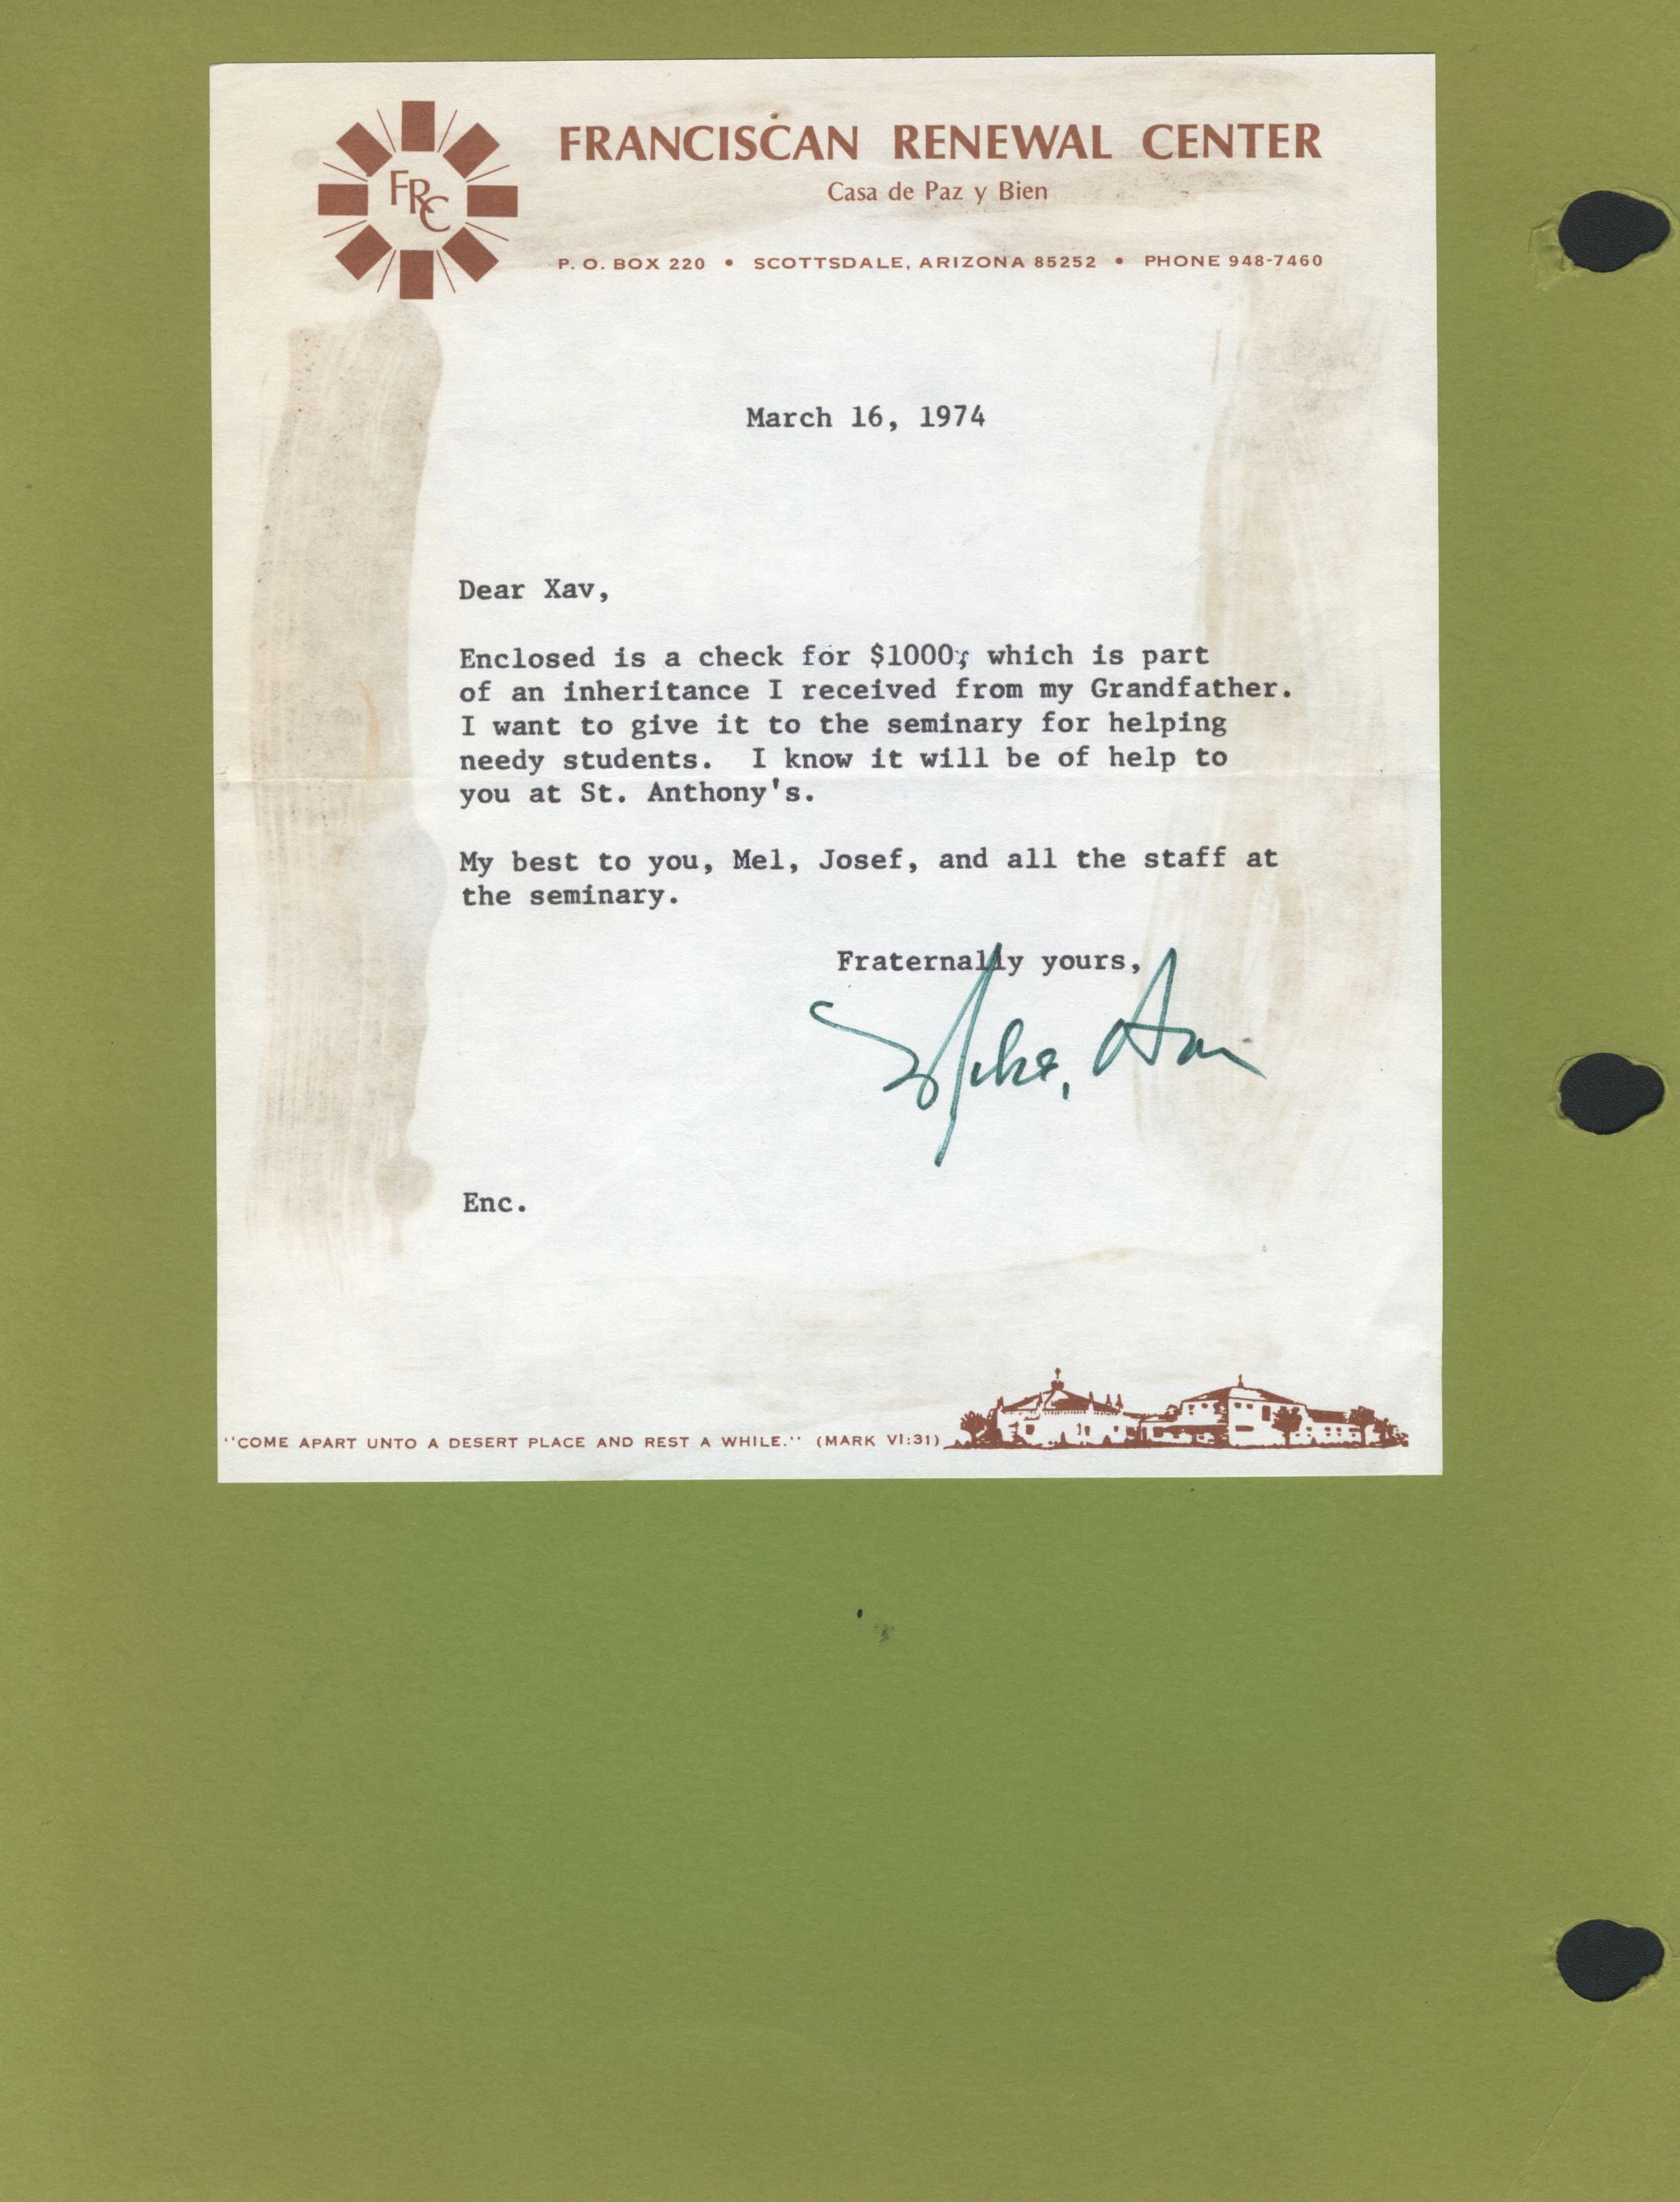 FRC
FRANCISCAN RENEWAL CENTER
Casa de Paz y Bien
P. O. BOX 220 • SCOTTSDALE, ARIZONA 85252 • PHONE 948-7460
March 16, 1974
Dear Xav,
Enclosed is a check for $1000, which is part
of an inheritance I received from my Grandfather.
I want to give it to the seminary for helping
needy students.  I know it will be of help to
you at St. Anthony's.
My best to you, Mel, Josef, and all the staff at
the seminary.
Fraternally yours,
Mike,
Enc.
"COME APART UNTO A DESERT PLACE AND REST A WHILE." (MARK VI:31)